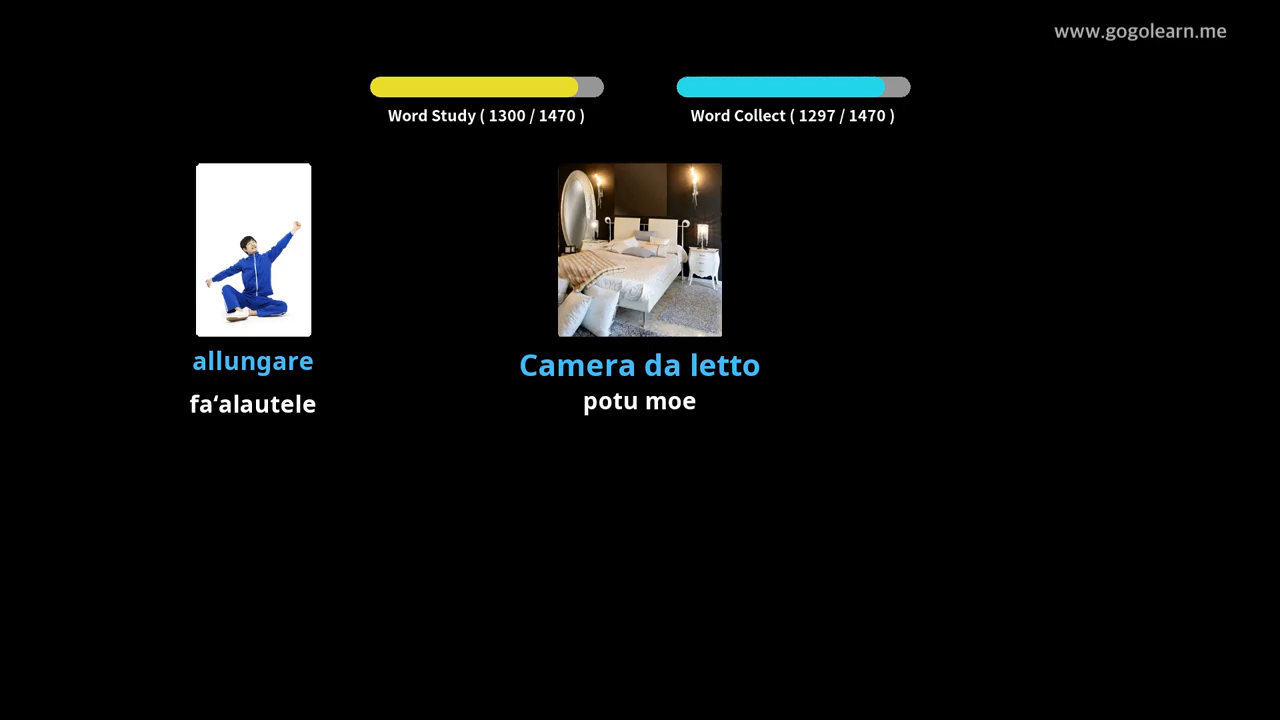 www.gogolearn.me
Word Study ( 1300 / 1470 )
Word Collect ( 1297 / 1470 )
allungare
faʻalautele
Camera da letto
potu moe